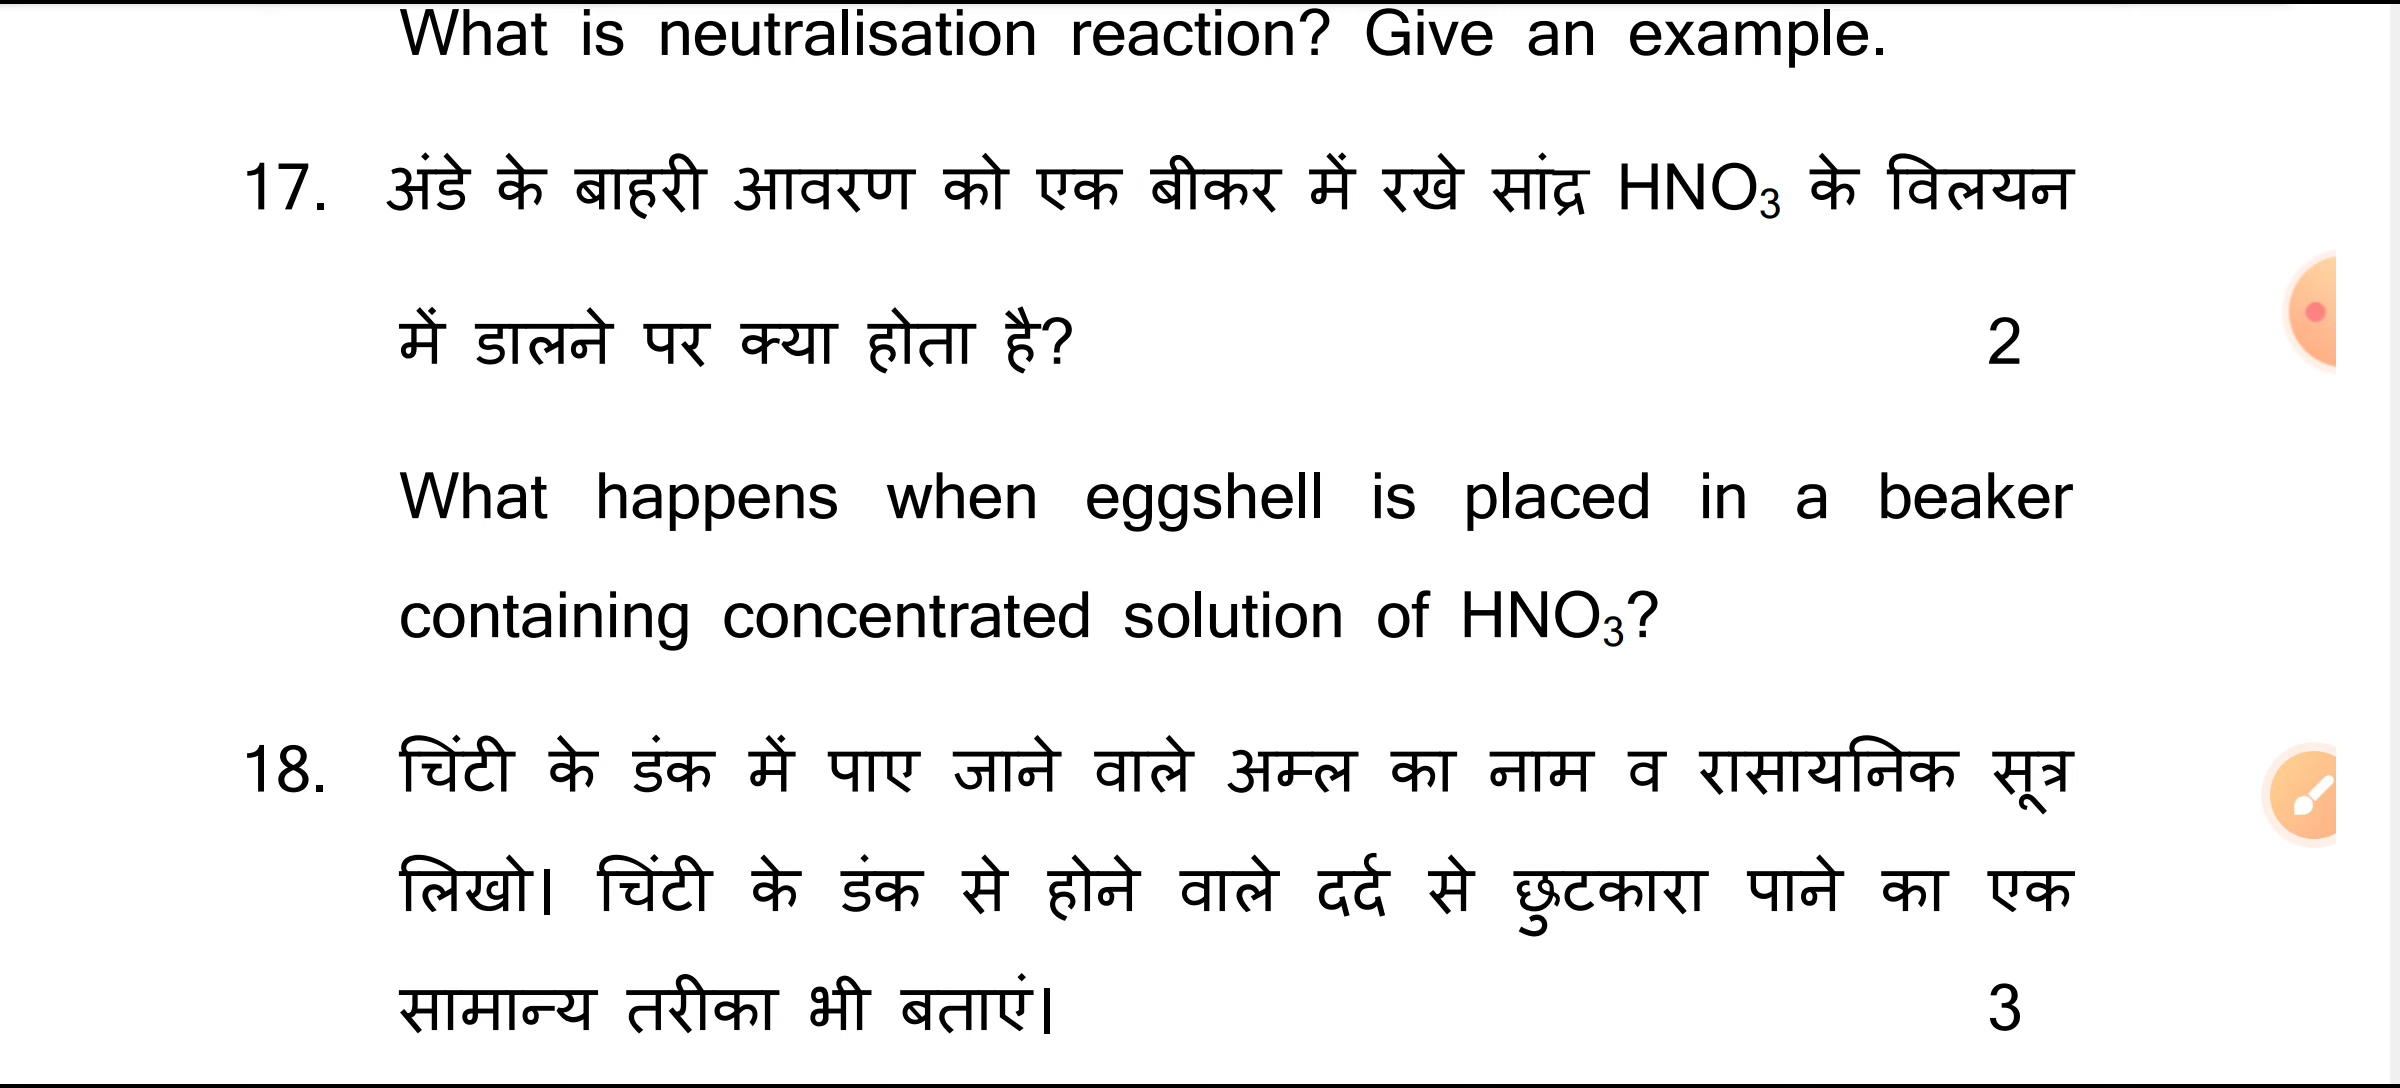 What is neutralisation reaction? Give an example.
17. अंडे के बाहरी आवरण को एक बीकर में रखे सांद्र HNO₃ के विलयन
में डालने पर क्या होता है? 2
What happens when eggshell is placed in a beaker
containing concentrated solution of HNO₃?
18. चिंटी के डंक में पाए जाने वाले अम्ल का नाम व रासायनिक सूत्र
लिखो। चिंटी के डंक से होने वाले दर्द से छुटकारा पाने का एक
सामान्य तरीका भी बताएं। 3